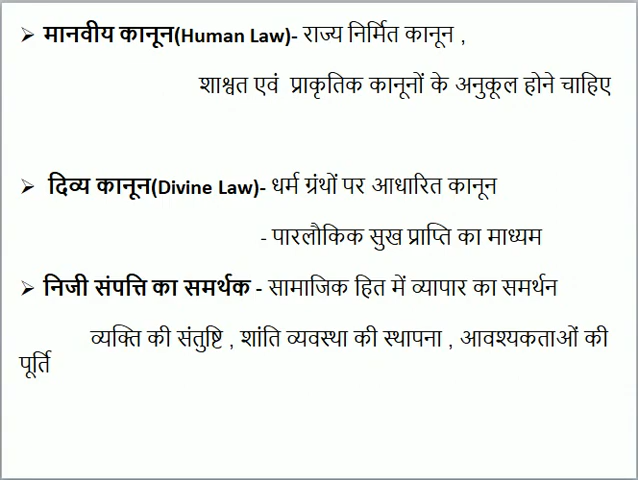 ➢ मानवीय कानून(Human Law)- राज्य निर्मित कानून ,
शाश्वत एवं प्राकृतिक कानूनों के अनुकूल होने चाहिए
➢ दिव्य कानून(Divine Law)- धर्म ग्रंथों पर आधारित कानून
- पारलौकिक सुख प्राप्ति का माध्यम
➢ निजी संपत्ति का समर्थक - सामाजिक हित में व्यापार का समर्थन
व्यक्ति की संतुष्टि , शांति व्यवस्था की स्थापना , आवश्यकताओं की
पूर्ति